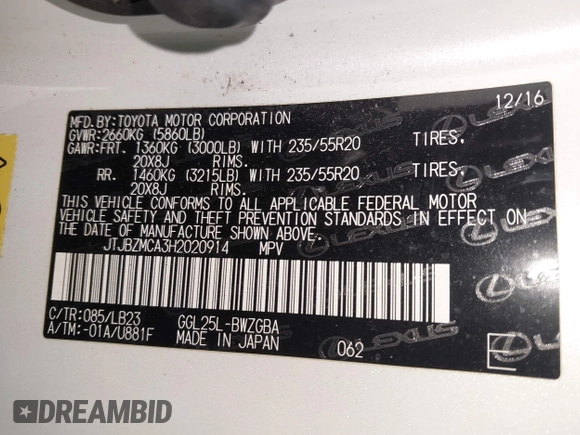 12/16
MFD.BY:TOYOTA MOTOR CORPORATION
GVWR:2660KG (5860LB)
GAWR:FRT. 1360KG (3000LB) WITH 235/55R20 TIRES.
20X8J RIMS.
RR. 1460KG (3215LB) WITH 235/55R20 TIRES.
20X8J RIMS.
THIS VEHICLE CONFORMS TO ALL APPLICABLE FEDERAL MOTOR
VEHICLE SAFETY AND THEFT PREVENTION STANDARDS IN EFFECT ON
THE DATE OF MANUFACTURE SHOWN ABOVE.
JTJBZMCA3H2020914 MPV
C/TR:085/LB23 GGL25L-BWZGBA
A/TM:-01A/U881F MADE IN JAPAN 062
LEXUS
DREAMBID